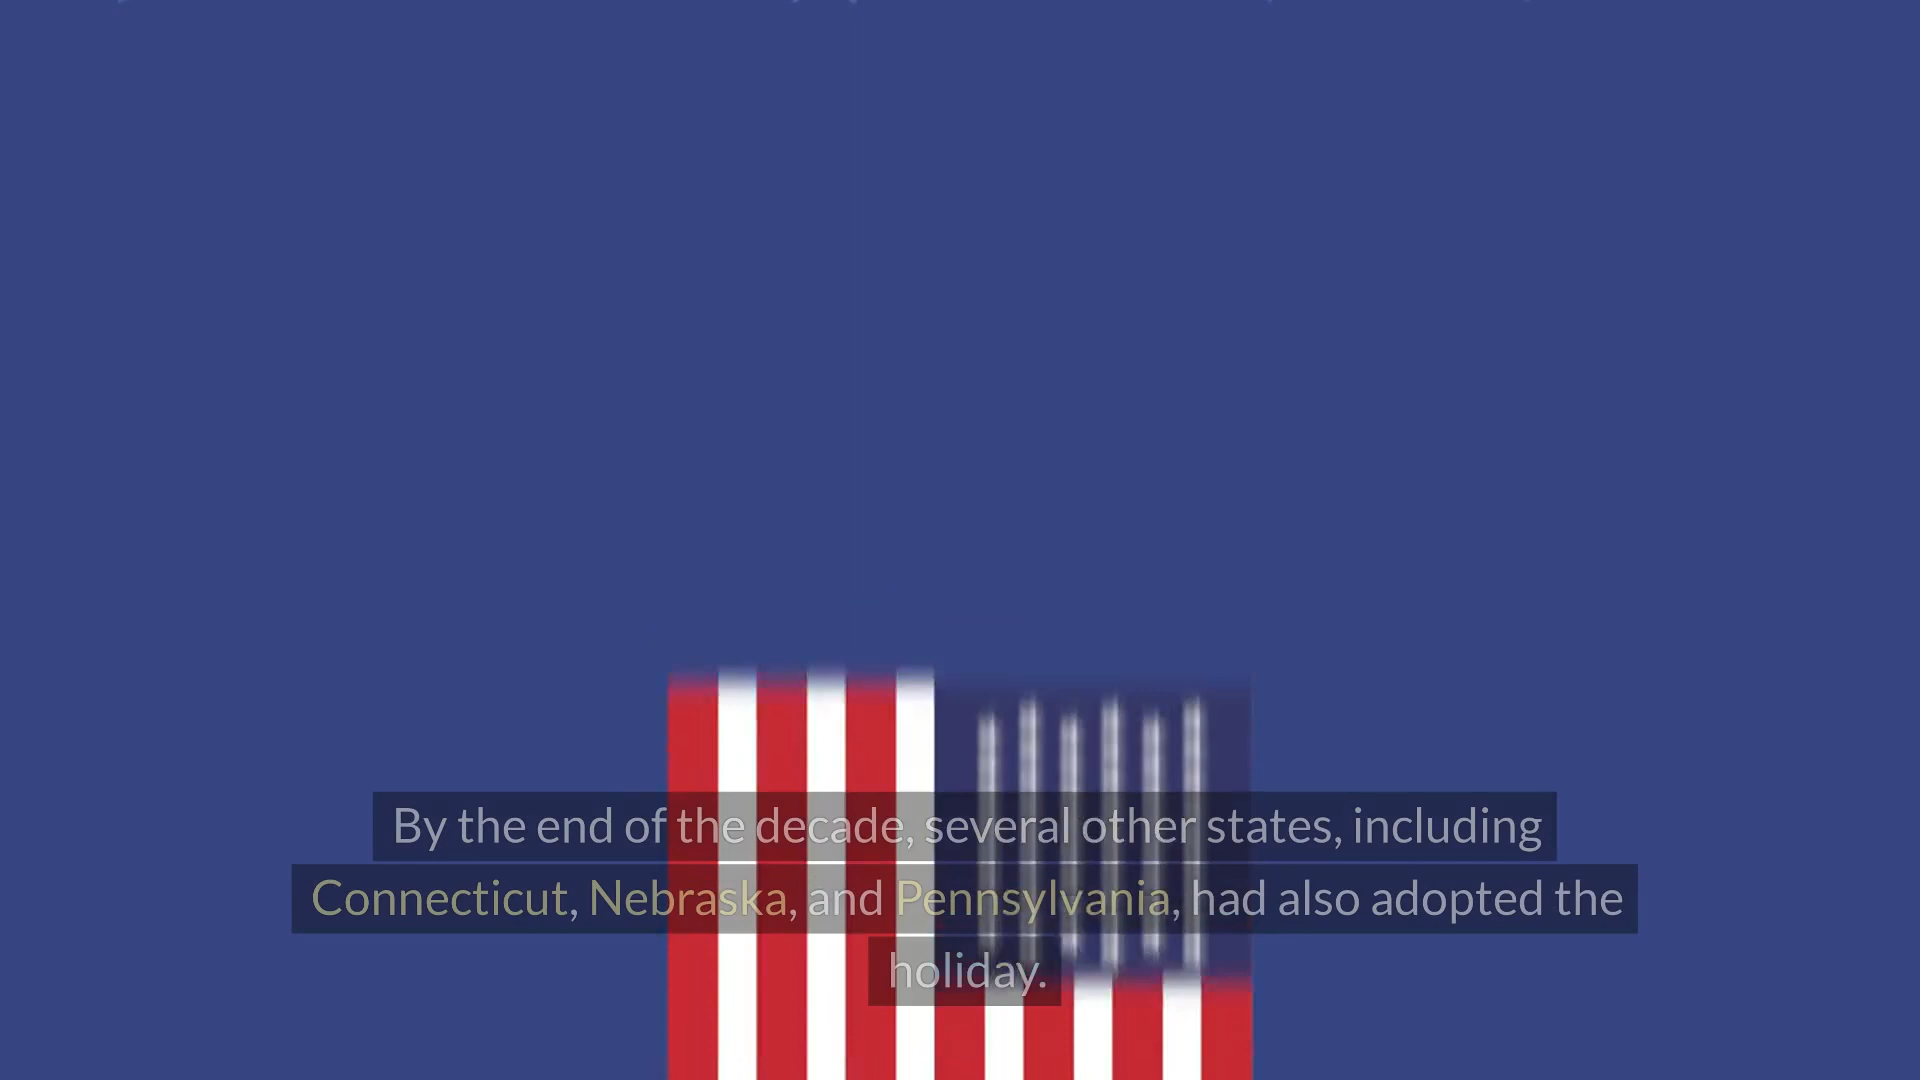 By the end of the decade, several other states, including
Connecticut, Nebraska, and Pennsylvania, had also adopted the
holiday.